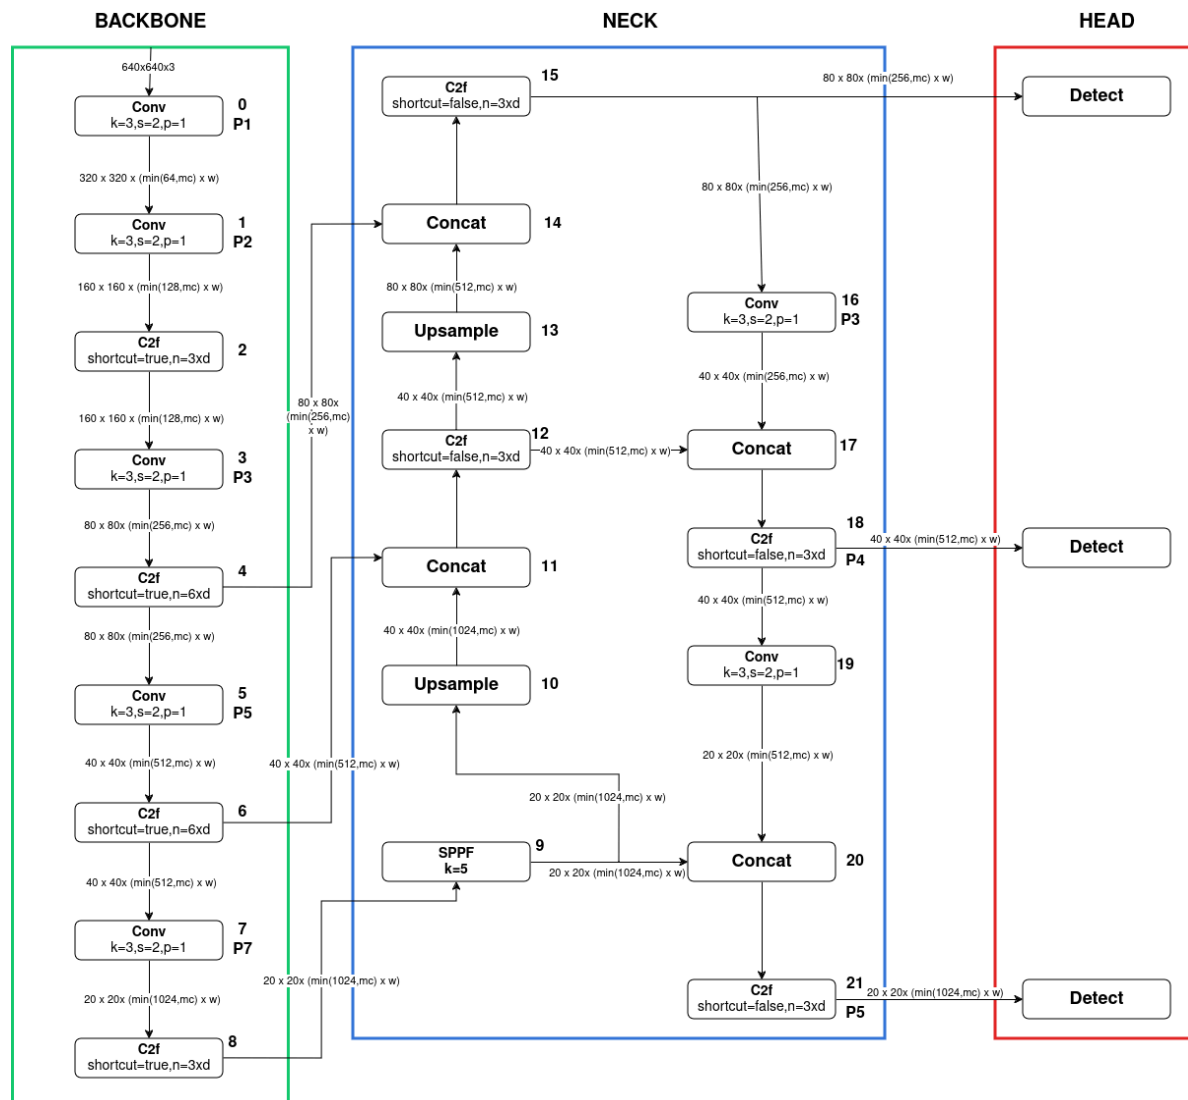 BACKBONE
640x640x3
Conv
k=3,s=2,p=1
0
P1
320 x 320 x (min(64,mc) x w)
Conv
k=3,s=2,p=1
1
P2
160 x 160 x (min(128,mc) x w)
C2f
shortcut=true,n=3xd
2
160 x 160 x (min(128,mc) x w)
Conv
k=3,s=2,p=1
3
P3
80 x 80x (min(256,mc) x w)
C2f
shortcut=true,n=6xd
4
80 x 80x (min(256,mc) x w)
Conv
k=3,s=2,p=1
5
P5
40 x 40x (min(512,mc) x w)
C2f
shortcut=true,n=6xd
6
40 x 40x (min(512,mc) x w)
Conv
k=3,s=2,p=1
7
P7
20 x 20x (min(1024,mc) x w)
C2f
shortcut=true,n=3xd
8
80 x 80x
(min(256,mc)
x w)
40 x 40x (min(512,mc) x w)
20 x 20x (min(1024,mc) x w)
NECK
C2f
shortcut=false,n=3xd
15
Concat
14
80 x 80x (min(512,mc) x w)
Upsample
13
40 x 40x (min(512,mc) x w)
C2f
shortcut=false,n=3xd
12
40 x 40x (min(512,mc) x w)
Concat
11
40 x 40x (min(1024,mc) x w)
Upsample
10
20 x 20x (min(1024,mc) x w)
SPPF
k=5
9
20 x 20x (min(1024,mc) x w)
80 x 80x (min(256,mc) x w)
80 x 80x (min(256,mc) x w)
Conv
k=3,s=2,p=1
16
P3
40 x 40x (min(256,mc) x w)
Concat
17
C2f
shortcut=false,n=3xd
18
P4
40 x 40x (min(512,mc) x w)
40 x 40x (min(512,mc) x w)
Conv
k=3,s=2,p=1
19
20 x 20x (min(512,mc) x w)
Concat
20
C2f
shortcut=false,n=3xd
21
P5
20 x 20x (min(1024,mc) x w)
HEAD
Detect
Detect
Detect